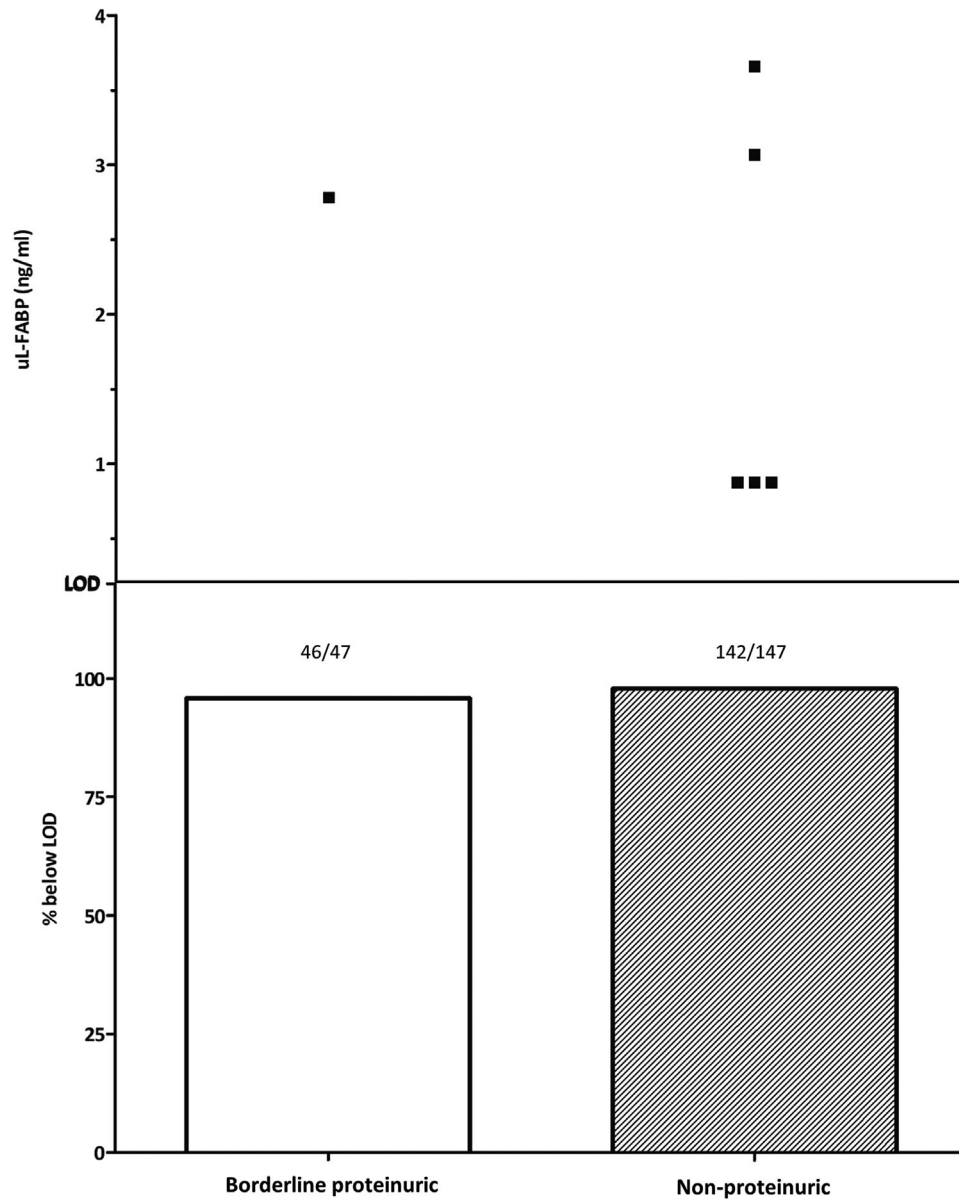 4
3
2
1
uL-FABP (ng/ml)
LOD
46/47
142/147
100
75
50
25
0
% below LOD
Borderline proteinuric
Non-proteinuric